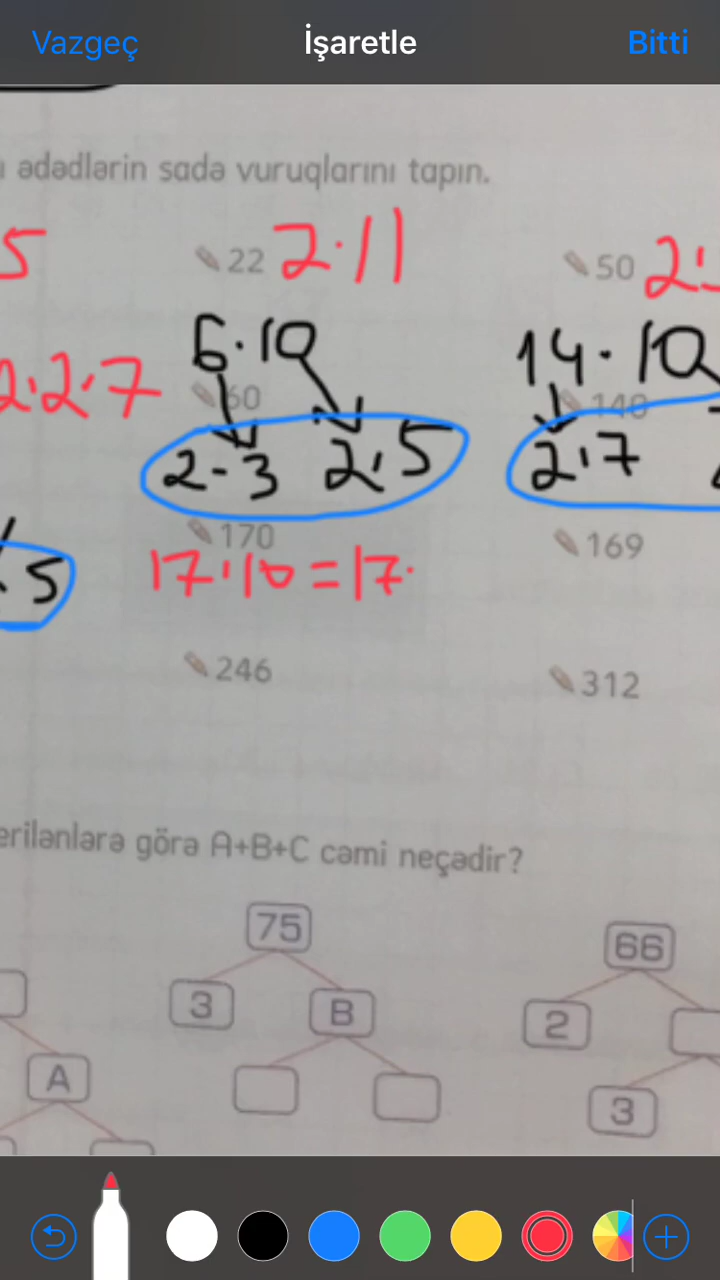 Vazgeç İşaretle Bitti
ədədlərin sadə vuruqlarını tapın.
5 22 2·11 50
6·10 14·10
2·2·7 60 140
2·3 2·5 2·7
170 169
5 17·10=17·
246 312
A+B+C cəmi neçədir?
görə
75 66
3 B 2
A 3